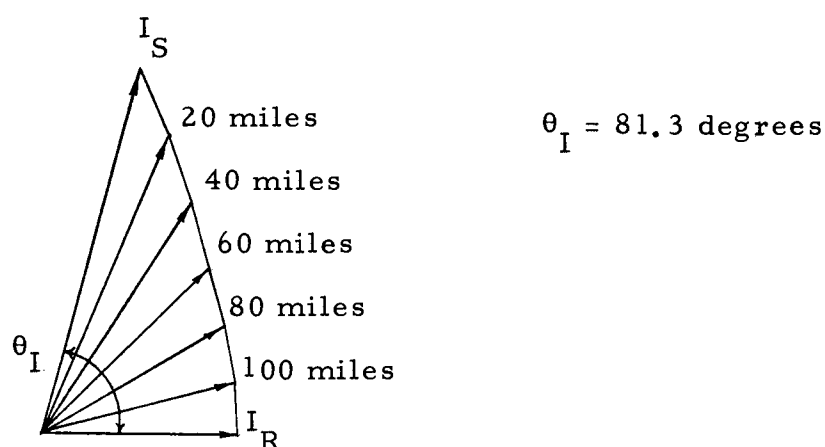 I_S
20 miles
θ_I = 81.3 degrees
40 miles
60 miles
80 miles
θ_I
100 miles
I_R